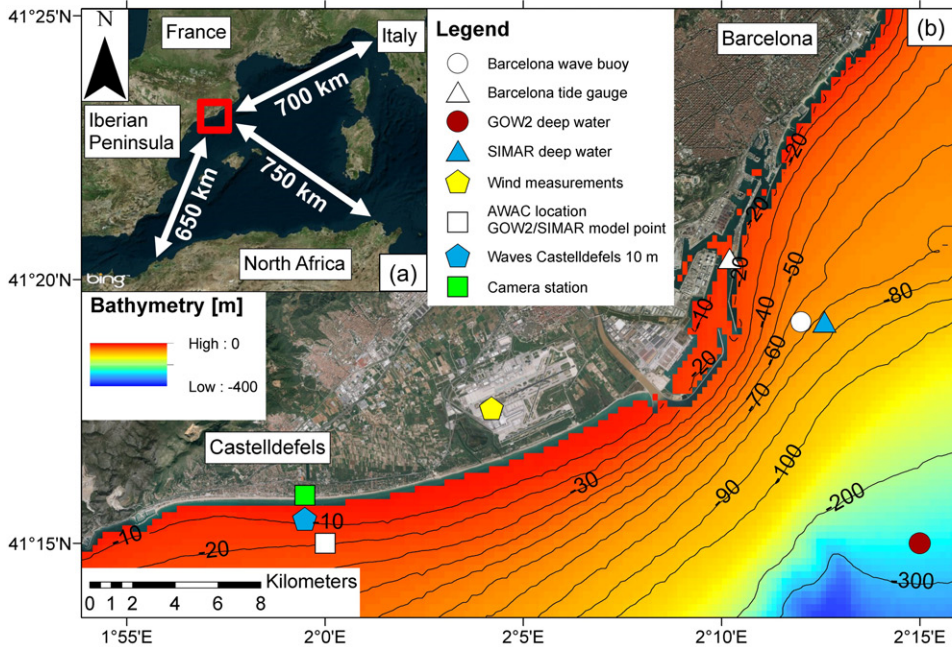 41°25'N
41°20'N
41°15'N
N
France
Italy
700 km
Iberian
Peninsula
750 km
650 km
North Africa
(a)
bing
Legend
Barcelona wave buoy
Barcelona tide gauge
GOW2 deep water
SIMAR deep water
Wind measurements
AWAC location
GOW2/SIMAR model point
Waves Castelldefels 10 m
Camera station
Barcelona
(b)
Bathymetry [m]
High : 0
Low : -400
Castelldefels
-20
-20
-20
-10
-20
-50
-40
-60
-70
-80
-30
-90
-100
-200
-300
-10
-10
-20
Kilometers
0 1 2 4 6 8
1°55'E
2°0'E
2°5'E
2°10'E
2°15'E